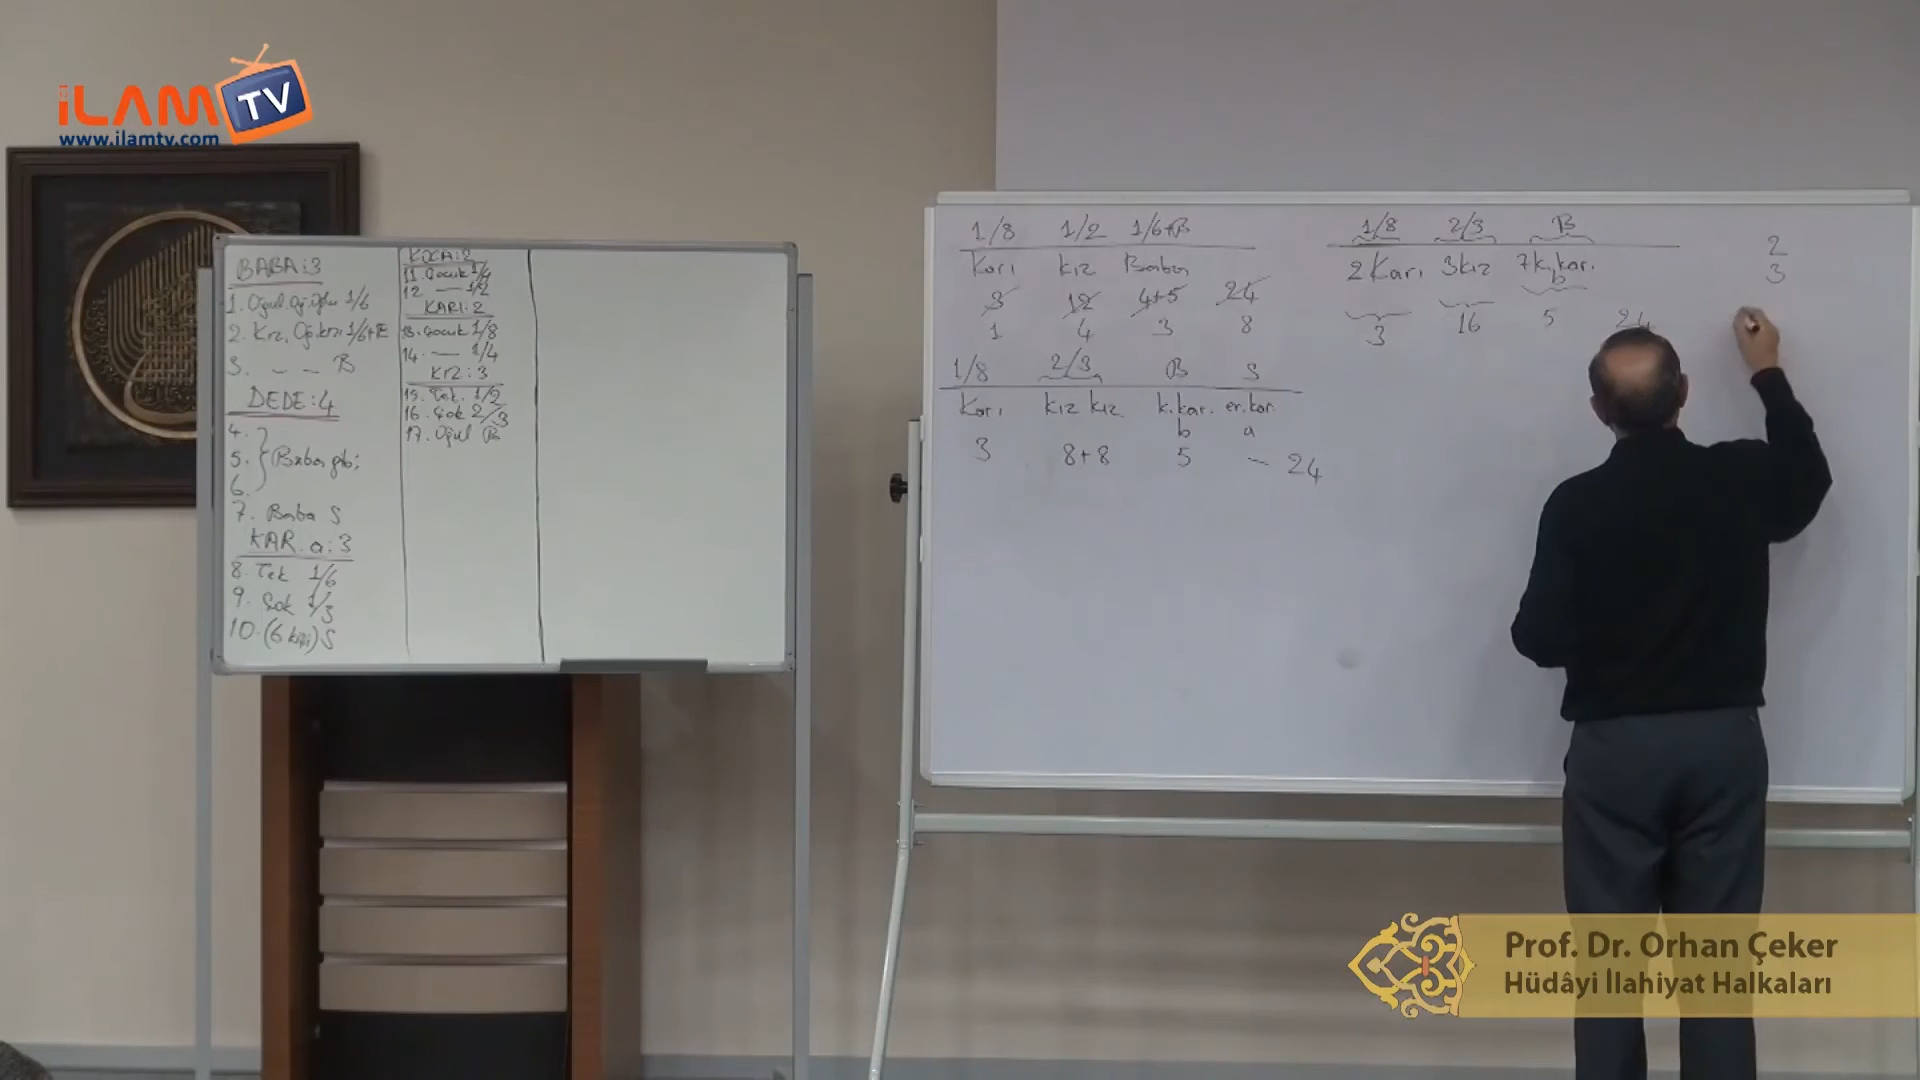 iLAM TV
www.ilamtv.com
BABA:3
1. Oğul, Oğ.Oğlu 1/6
2. Kız, Oğ.kızı 1/6+B
3. — — B
DEDE:4
4.
5. Baba gibi
6.
7. Baba S
KAR. a:3
8. Tek 1/6
9. Çok 1/3
10. (6 kişi) S
KOCA:2
11. Çocuk 1/4
12 — 1/2
KARI:2
13. Çocuk 1/8
14. — 1/4
KIZ:3
15. Tek. 1/2
16. Çok 2/3
17. Oğul B
1/8 1/2 1/6+B
Karı Kız Baba
3 12 4+5 24
1 4 3 8
1/8 2/3 B S
Karı Kız Kız k.kar. er.kar.
b a
3 8+8 5 — 24
1/8 2/3 B
2Karı 3kız 7k.kar.
b
3 16 5 24
2
3
Prof. Dr. Orhan Çeker
Hüdâyi İlahiyat Halkaları